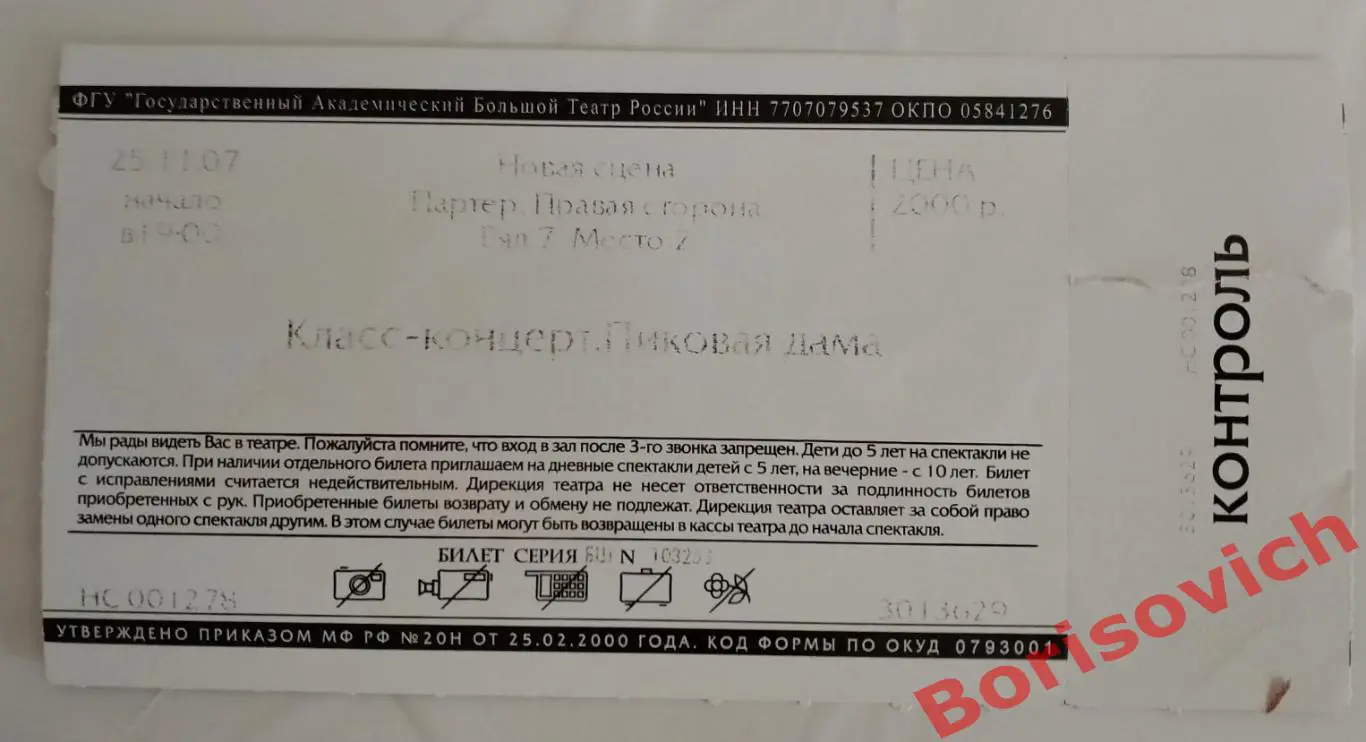 ФГУ "Государственный Академический Большой Театр России" ИНН 7707079537 ОКПО 05841276
25.11.07 Новая сцена ЦЕНА
начало Партер. Правая сторона 2000 р.
в 19:00 Ряд 7 Место 2
Класс-концерт.Пиковая дама
Мы рады видеть Вас в театре. Пожалуйста помните, что вход в зал после 3-го звонка запрещен. Дети до 5 лет на спектакли не
допускаются. При наличии отдельного билета приглашаем на дневные спектакли детей с 5 лет, на вечерние - с 10 лет. Билет
с исправлениями считается недействительным. Дирекция театра не несет ответственности за подлинность билетов
приобретенных с рук. Приобретенные билеты возврату и обмену не подлежат. Дирекция театра оставляет за собой право
замены одного спектакля другим. В этом случае билеты могут быть возвращены в кассы театра до начала спектакля.
БИЛЕТ СЕРИЯ N
НС 001278 3013629
УТВЕРЖДЕНО ПРИКАЗОМ МФ РФ №20Н ОТ 25.02.2000 ГОДА. КОД ФОРМЫ ПО ОКУД 0793001
КОНТРОЛЬ
Borisovich